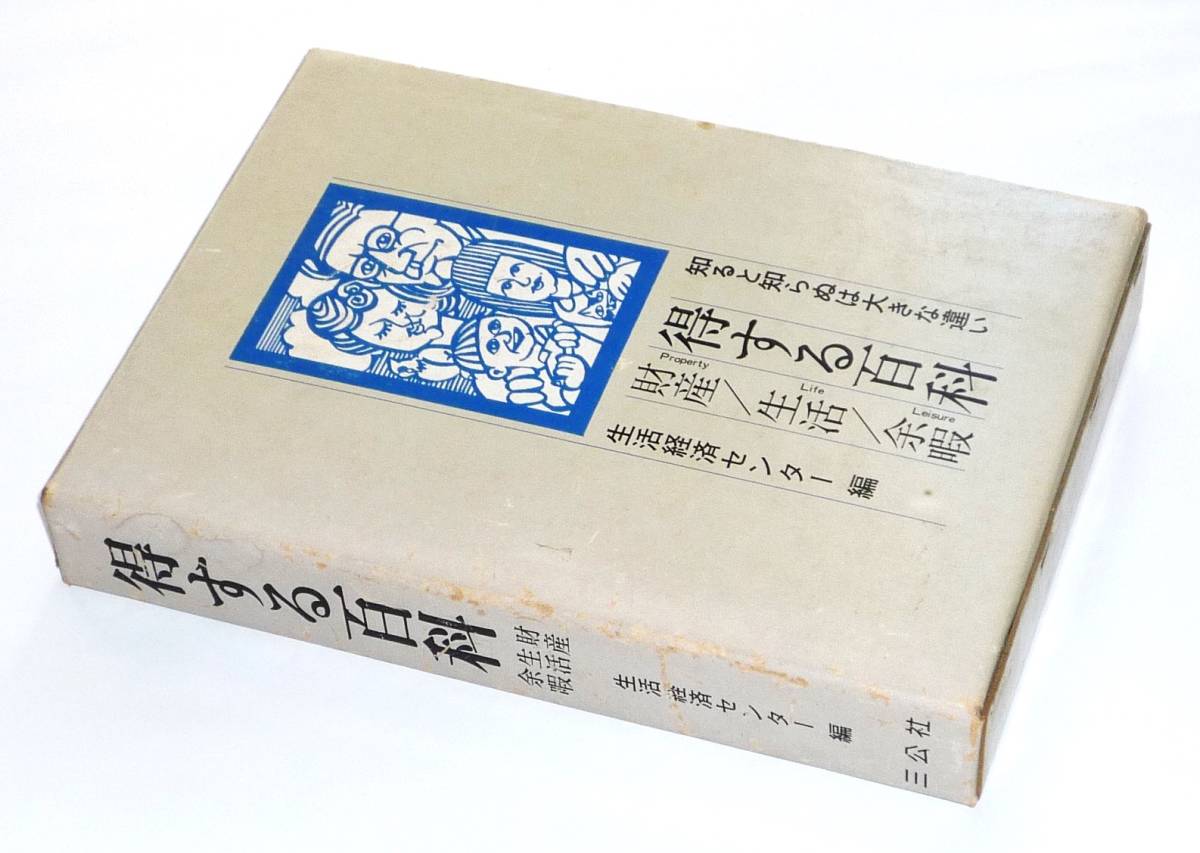 知ると知らぬは大きな違い
得する百科
Property Life Leisure
財産/生活/余暇
生活経済センター 編
得する百科
財産
生活
余暇
生活経済センター 編
三公社